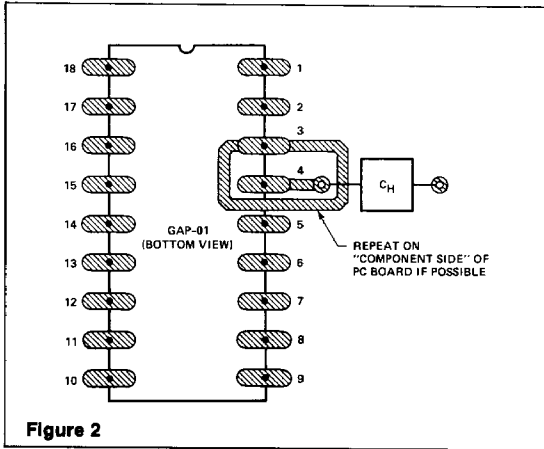 18
1
17
2
16
3
15
4
C_H
14
GAP-01
(BOTTOM VIEW)
5
REPEAT ON
"COMPONENT SIDE" OF
PC BOARD IF POSSIBLE
13
6
12
7
11
8
10
9
Figure 2